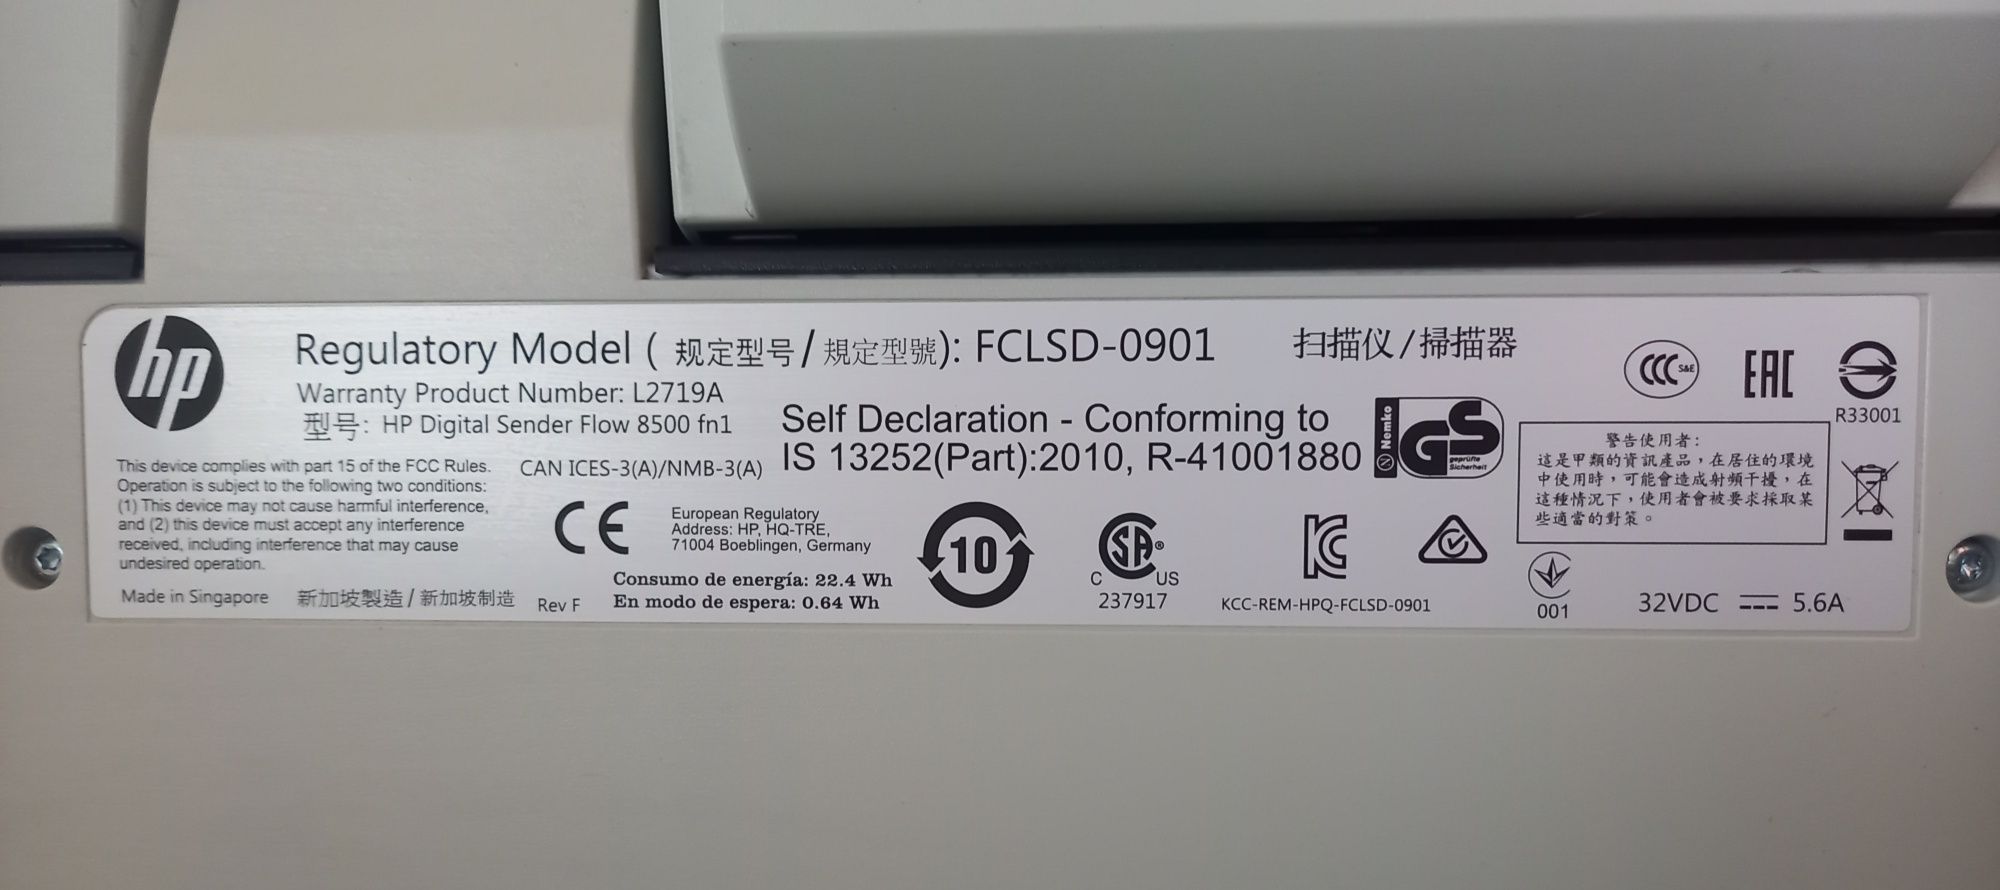 hp
Regulatory Model ( 规定型号 / 規定型號): FCLSD-0901
扫描仪/掃描器
Warranty Product Number: L2719A
型号: HP Digital Sender Flow 8500 fn1
This device complies with part 15 of the FCC Rules.
Operation is subject to the following two conditions:
(1) This device may not cause harmful interference,
and (2) this device must accept any interference
received, including interference that may cause
undesired operation.
Made in Singapore
新加坡製造 / 新加坡制造
Rev F
CAN ICES-3(A)/NMB-3(A)
Self Declaration - Conforming to
IS 13252(Part):2010, R-41001880
CE
European Regulatory
Address: HP, HQ-TRE,
71004 Boeblingen, Germany
Consumo de energía: 22.4 Wh
En modo de espera: 0.64 Wh
10
SA®
C US
237917
KC
KCC-REM-HPQ-FCLSD-0901
Nemko
GS
geprüfte
Sicherheit
CCC S&E
EAC
R33001
警告使用者:
這是甲類的資訊產品，在居住的環境
中使用時，可能會造成射頻干擾，在
這種情況下，使用者會被要求採取某
些適當的對策。
001
32VDC 5.6A